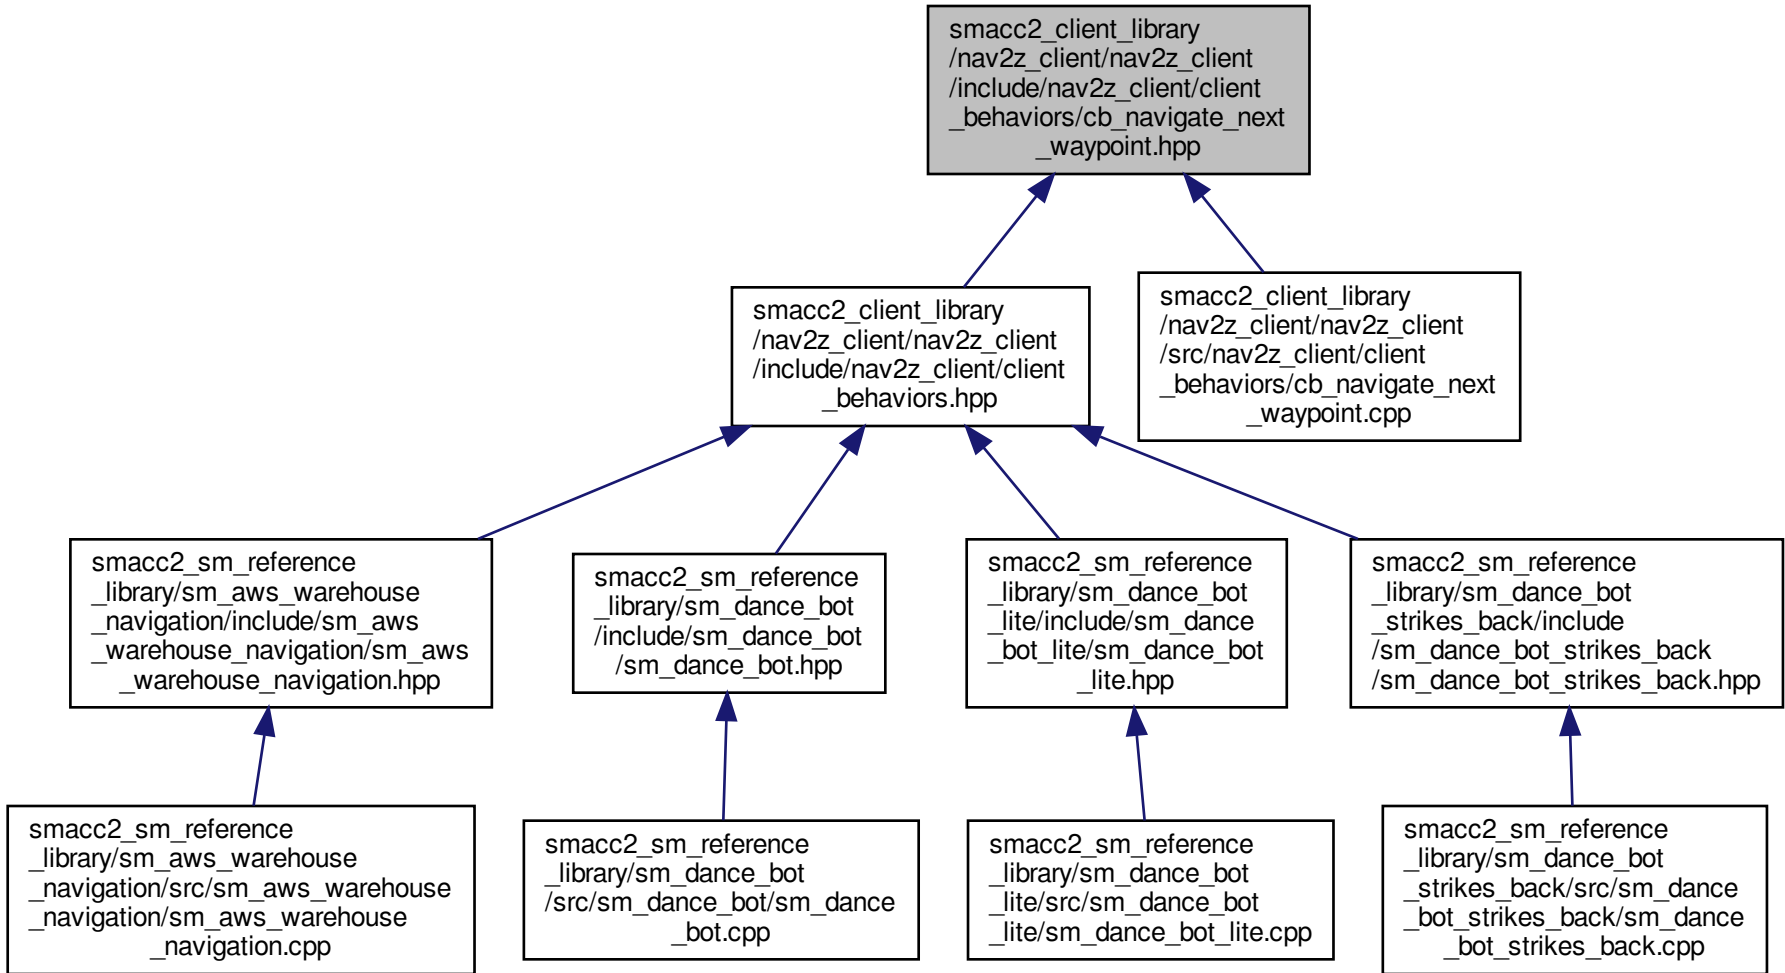 smacc2_client_library
/nav2z_client/nav2z_client
/include/nav2z_client/client
_behaviors/cb_navigate_next
_waypoint.hpp
smacc2_client_library
/nav2z_client/nav2z_client
/include/nav2z_client/client
_behaviors.hpp
smacc2_client_library
/nav2z_client/nav2z_client
/src/nav2z_client/client
_behaviors/cb_navigate_next
_waypoint.cpp
smacc2_sm_reference
_library/sm_aws_warehouse
_navigation/include/sm_aws
_warehouse_navigation/sm_aws
_warehouse_navigation.hpp
smacc2_sm_reference
_library/sm_dance_bot
/include/sm_dance_bot
/sm_dance_bot.hpp
smacc2_sm_reference
_library/sm_dance_bot
_lite/include/sm_dance
_bot_lite/sm_dance_bot
_lite.hpp
smacc2_sm_reference
_library/sm_dance_bot
_strikes_back/include
/sm_dance_bot_strikes_back
/sm_dance_bot_strikes_back.hpp
smacc2_sm_reference
_library/sm_aws_warehouse
_navigation/src/sm_aws_warehouse
_navigation/sm_aws_warehouse
_navigation.cpp
smacc2_sm_reference
_library/sm_dance_bot
/src/sm_dance_bot/sm_dance
_bot.cpp
smacc2_sm_reference
_library/sm_dance_bot
_lite/src/sm_dance_bot
_lite/sm_dance_bot_lite.cpp
smacc2_sm_reference
_library/sm_dance_bot
_strikes_back/src/sm_dance
_bot_strikes_back/sm_dance
_bot_strikes_back.cpp